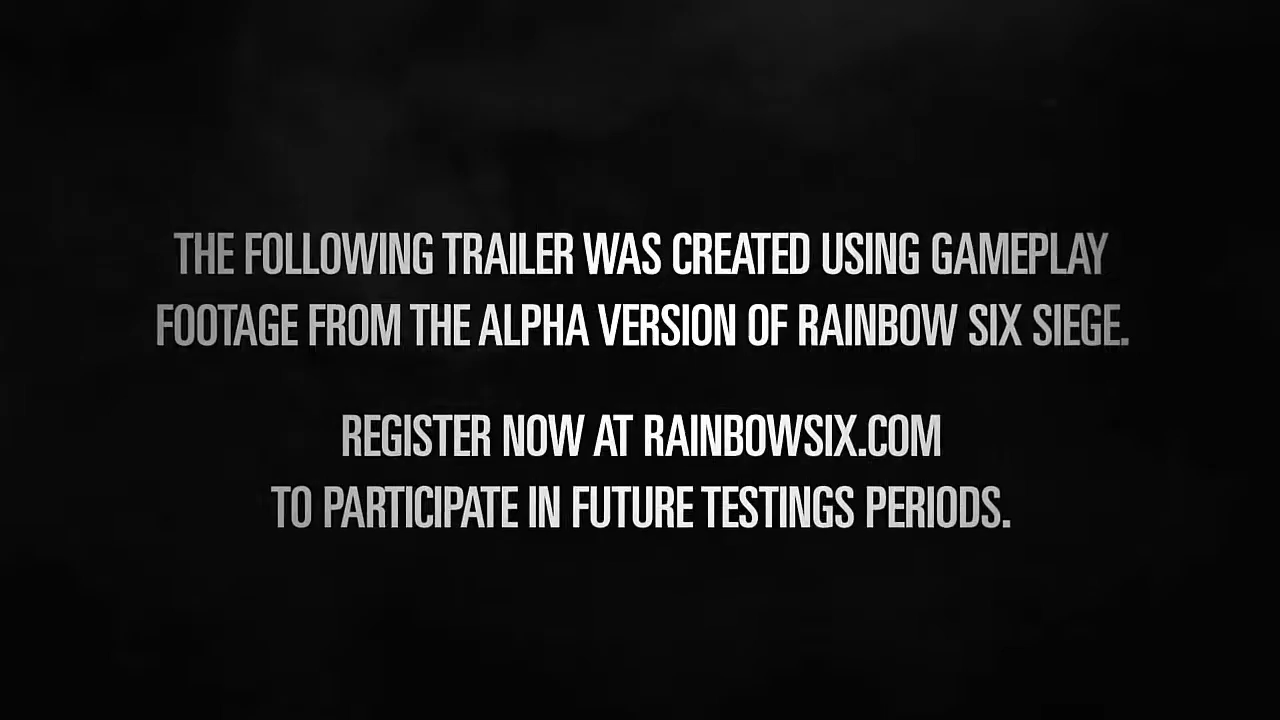 THE FOLLOWING TRAILER WAS CREATED USING GAMEPLAY
FOOTAGE FROM THE ALPHA VERSION OF RAINBOW SIX SIEGE.
REGISTER NOW AT RAINBOWSIX.COM
TO PARTICIPATE IN FUTURE TESTINGS PERIODS.